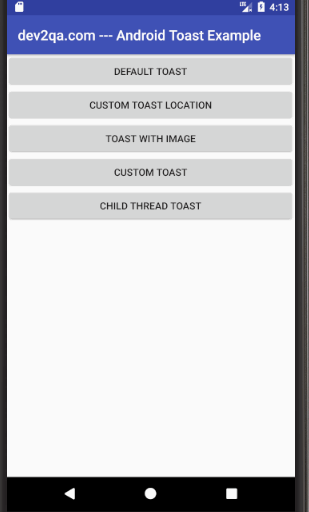 4:13
dev2qa.com --- Android Toast Example
DEFAULT TOAST
CUSTOM TOAST LOCATION
TOAST WITH IMAGE
CUSTOM TOAST
CHILD THREAD TOAST